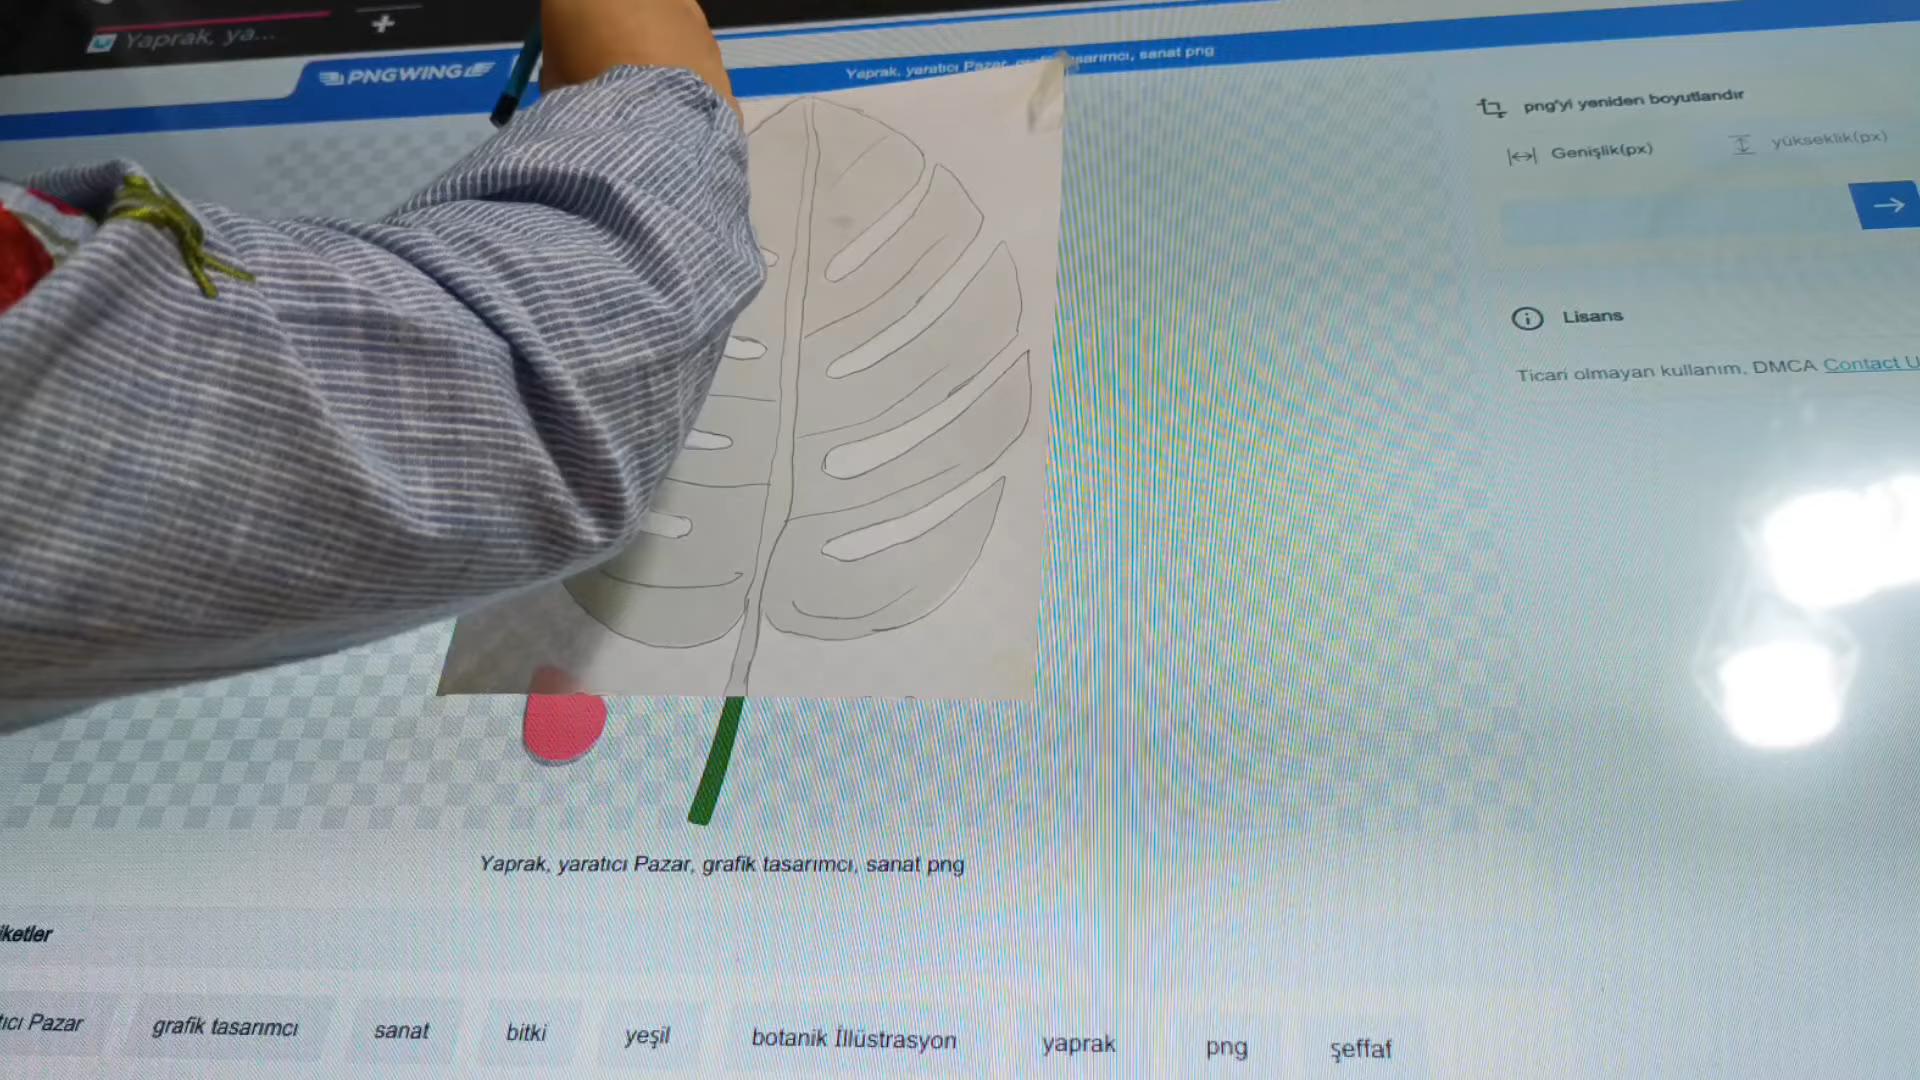 Yaprak, ya...
PNGWING
Yaprak, yaratıcı Pazar, tasarımcı, sanat png
png'yi yeniden boyutlandır
Genişlik(px)
yükseklik(px)
Lisans
Ticari olmayan kullanım, DMCA Contact U
Yaprak, yaratıcı Pazar, grafik tasarımcı, sanat png
iketler
tıcı Pazar
grafik tasarımcı
sanat
bitki
yeşil
botanik İllüstrasyon
yaprak
png
şeffaf